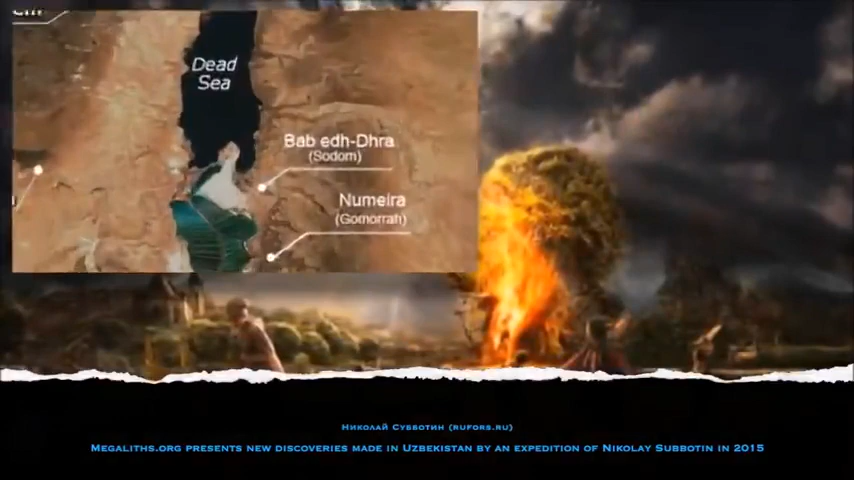 Dead
Sea
Bab edh-Dhra
(Sodom)
Numeira
(Gomorrah)
Николай Субботин (rufors.ru)
Megaliths.org presents new discoveries made in Uzbekistan by an expedition of Nikolay Subbotin in 2015